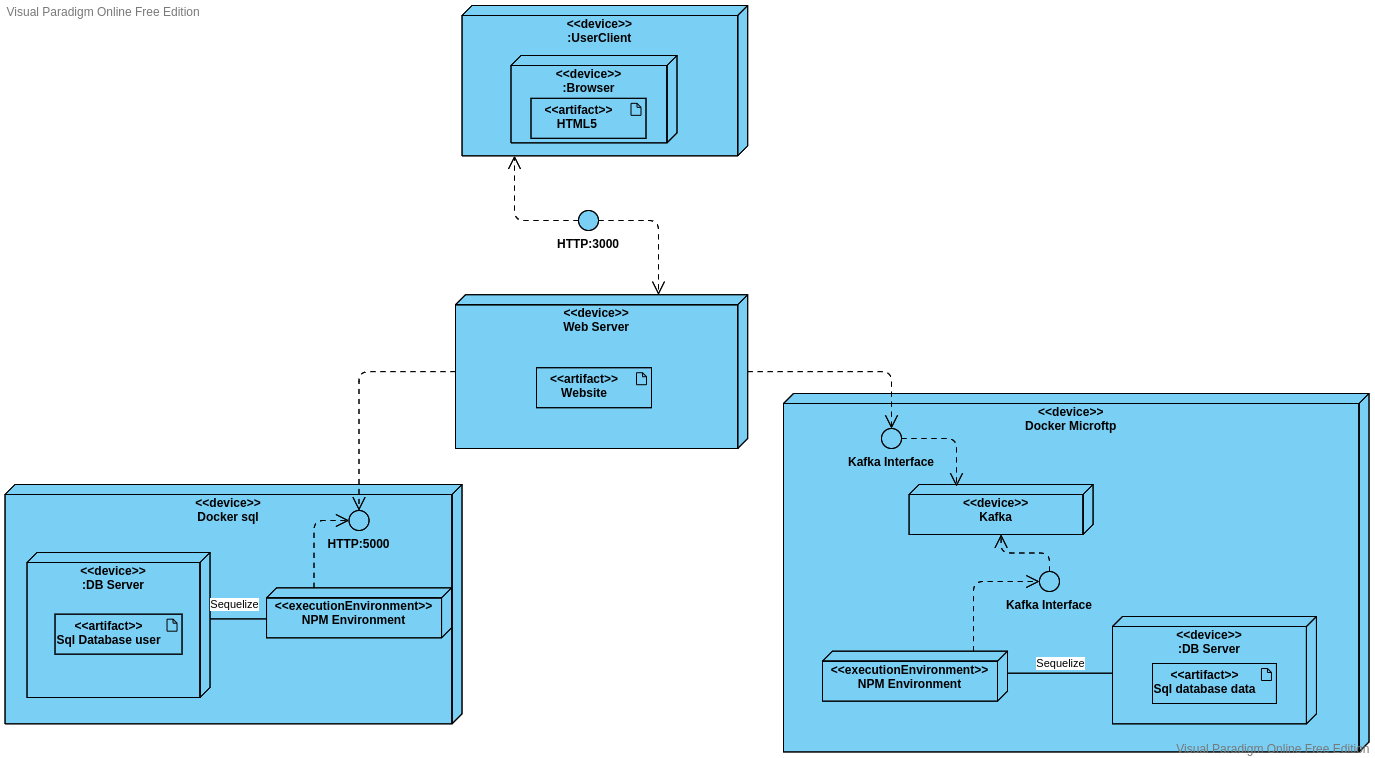 Visual Paradigm Online Free Edition
<<device>>
:UserClient
<<device>>
:Browser
<<artifact>>
HTML5
HTTP:3000
<<device>>
Web Server
<<artifact>>
Website
<<device>>
Docker sql
HTTP:5000
<<device>>
:DB Server
<<artifact>>
Sql Database user
Sequelize
<<executionEnvironment>>
NPM Environment
<<device>>
Docker Microftp
Kafka Interface
<<device>>
Kafka
Kafka Interface
<<executionEnvironment>>
NPM Environment
Sequelize
<<device>>
:DB Server
<<artifact>>
Sql database data
Visual Paradigm Online Free Edition